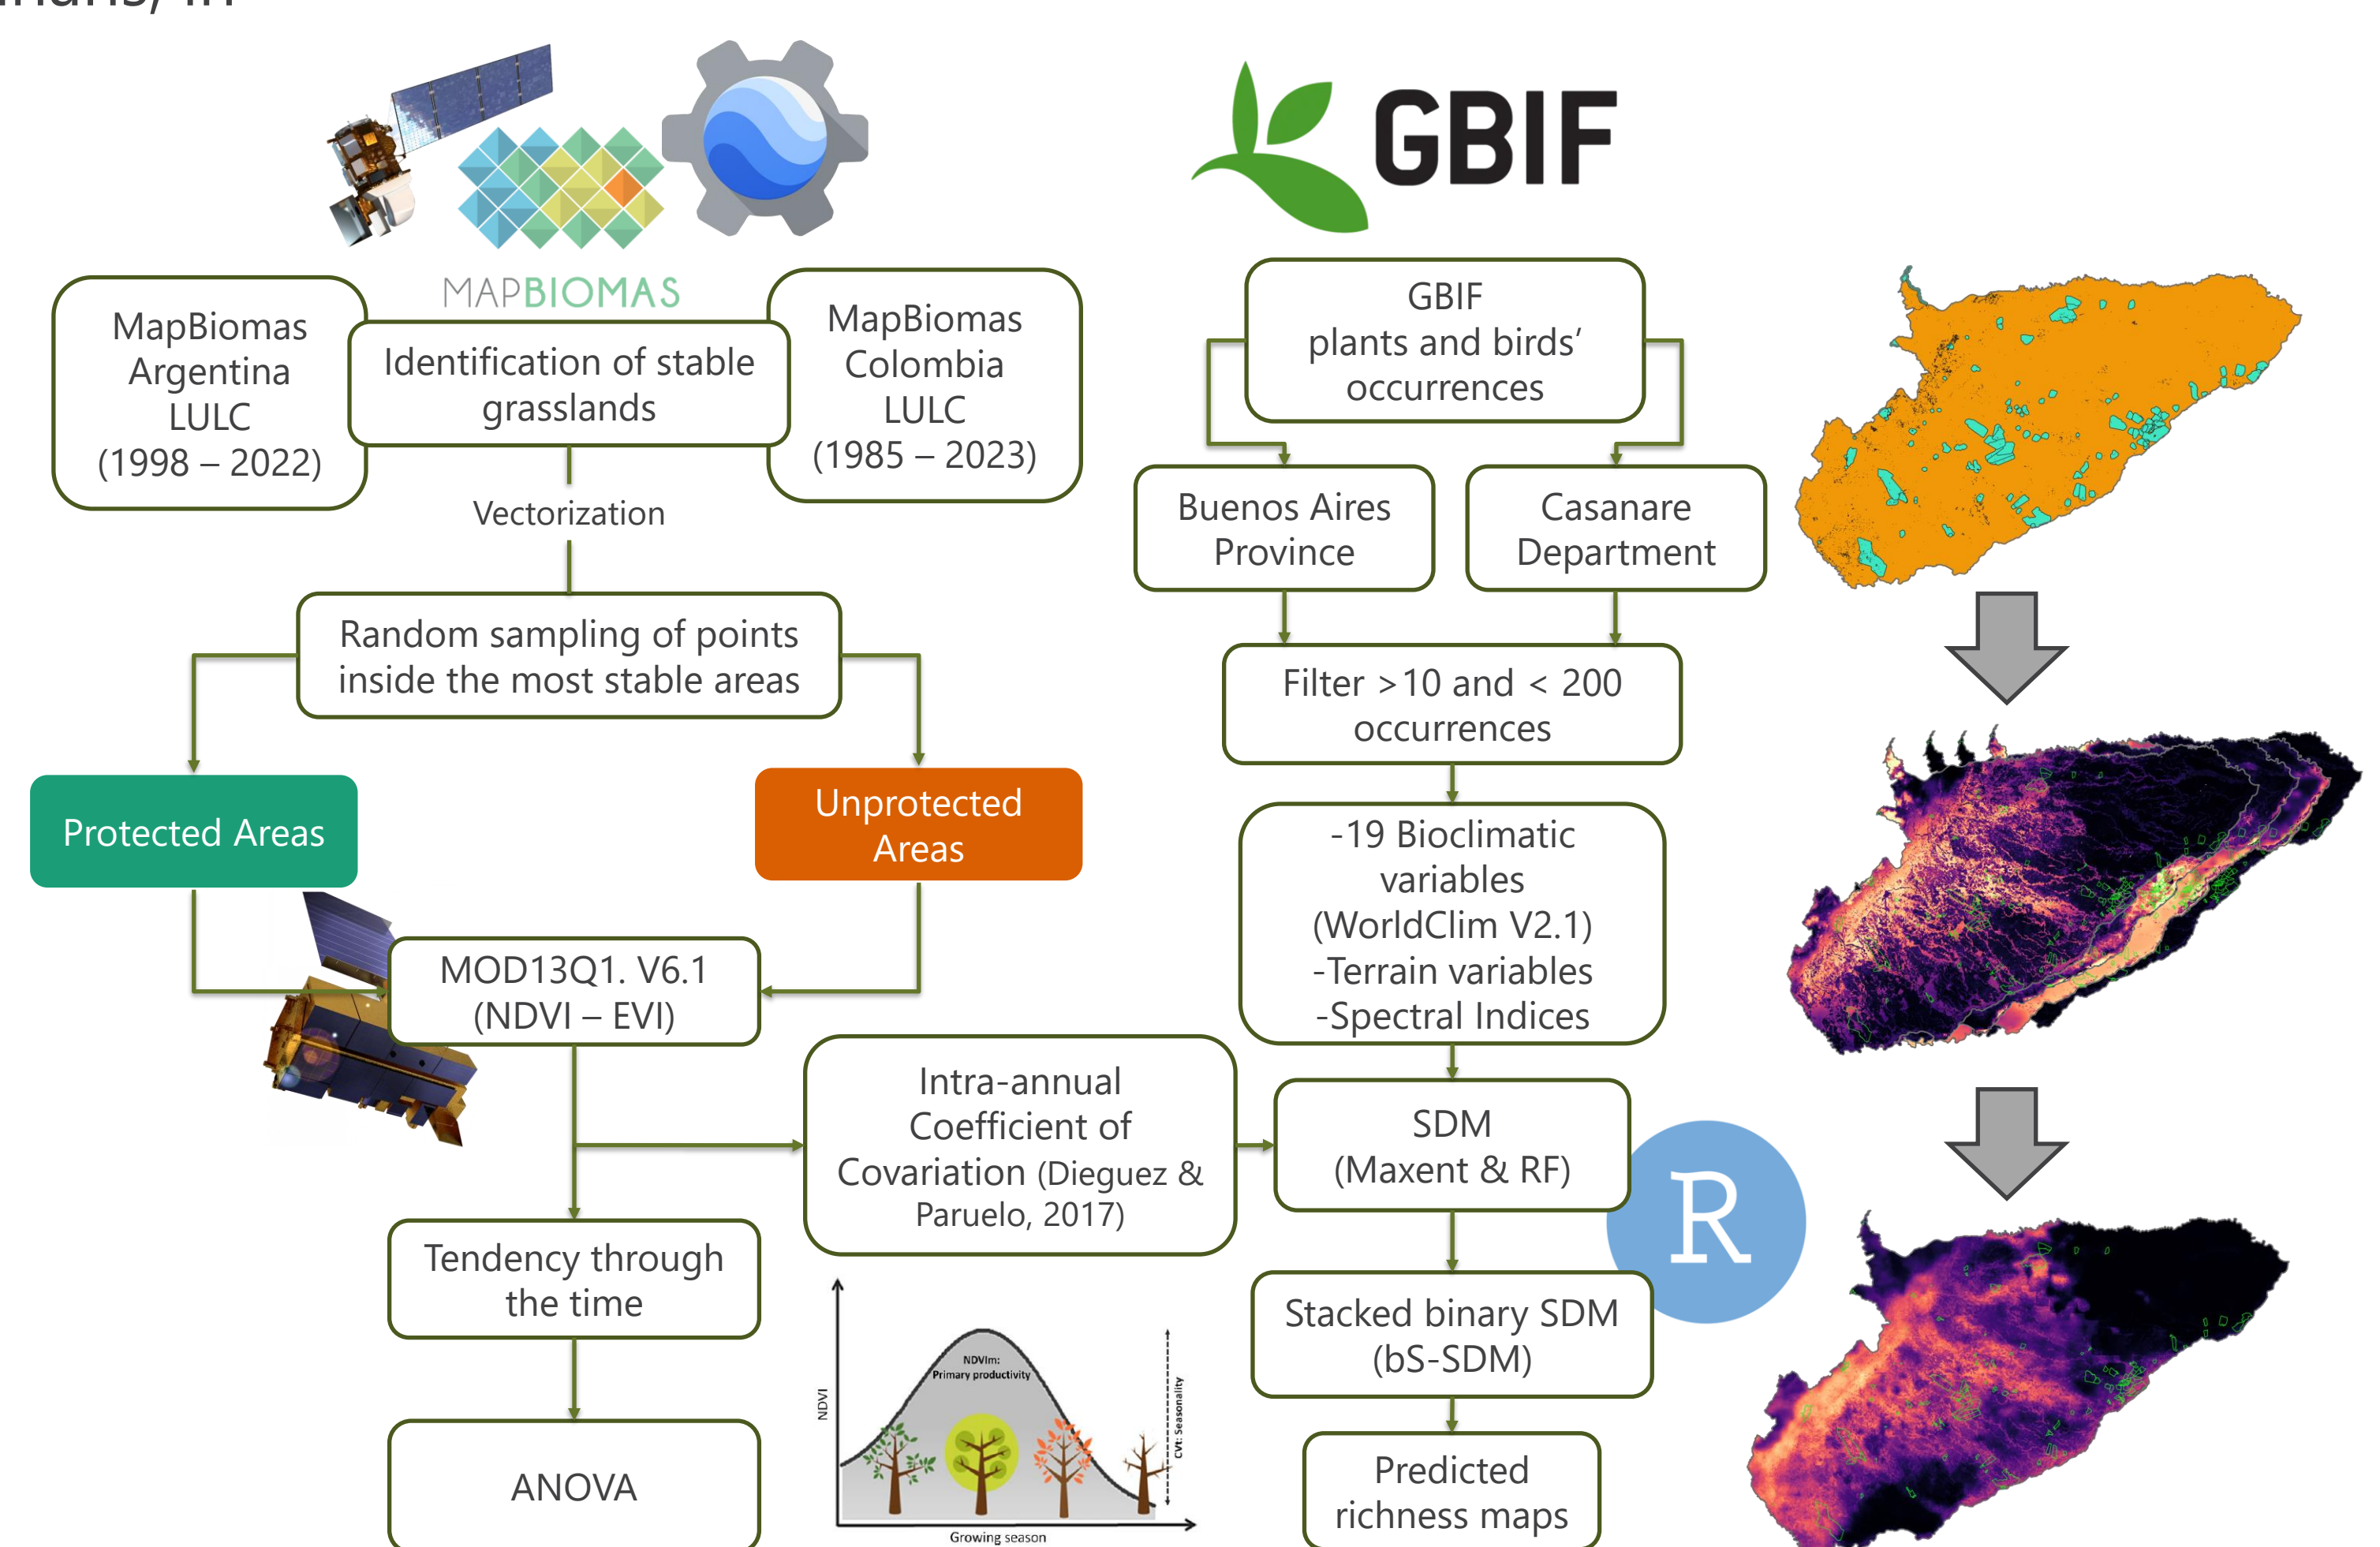 MAPBIOMAS
GBIF
MapBiomas
Argentina
LULC
(1998 – 2022)
Identification of stable
grasslands
MapBiomas
Colombia
LULC
(1985 – 2023)
Vectorization
Random sampling of points
inside the most stable areas
Protected Areas
Unprotected
Areas
MOD13Q1. V6.1
(NDVI – EVI)
Intra-annual
Coefficient of
Covariation (Dieguez &
Paruelo, 2017)
Tendency through
the time
ANOVA
NDVI
NDVIm:
Primary productivity
CVt: Seasonality
Growing season
GBIF
plants and birds’
occurrences
Buenos Aires
Province
Casanare
Department
Filter >10 and < 200
occurrences
-19 Bioclimatic
variables
(WorldClim V2.1)
-Terrain variables
-Spectral Indices
SDM
(Maxent & RF)
R
Stacked binary SDM
(bS-SDM)
Predicted
richness maps